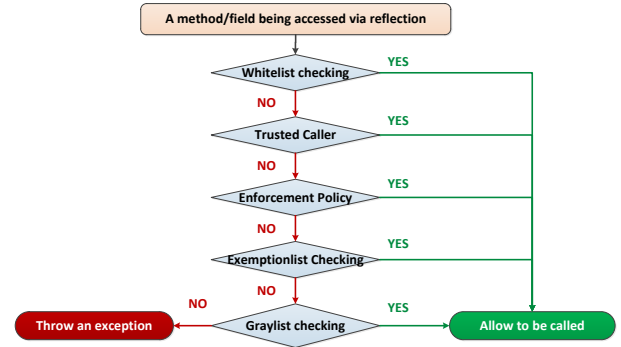 A method/field being accessed via reflection
Whitelist checking
YES
NO
Trusted Caller
YES
NO
Enforcement Policy
YES
NO
Exemptionlist Checking
YES
NO
Graylist checking
YES
NO
Throw an exception
Allow to be called